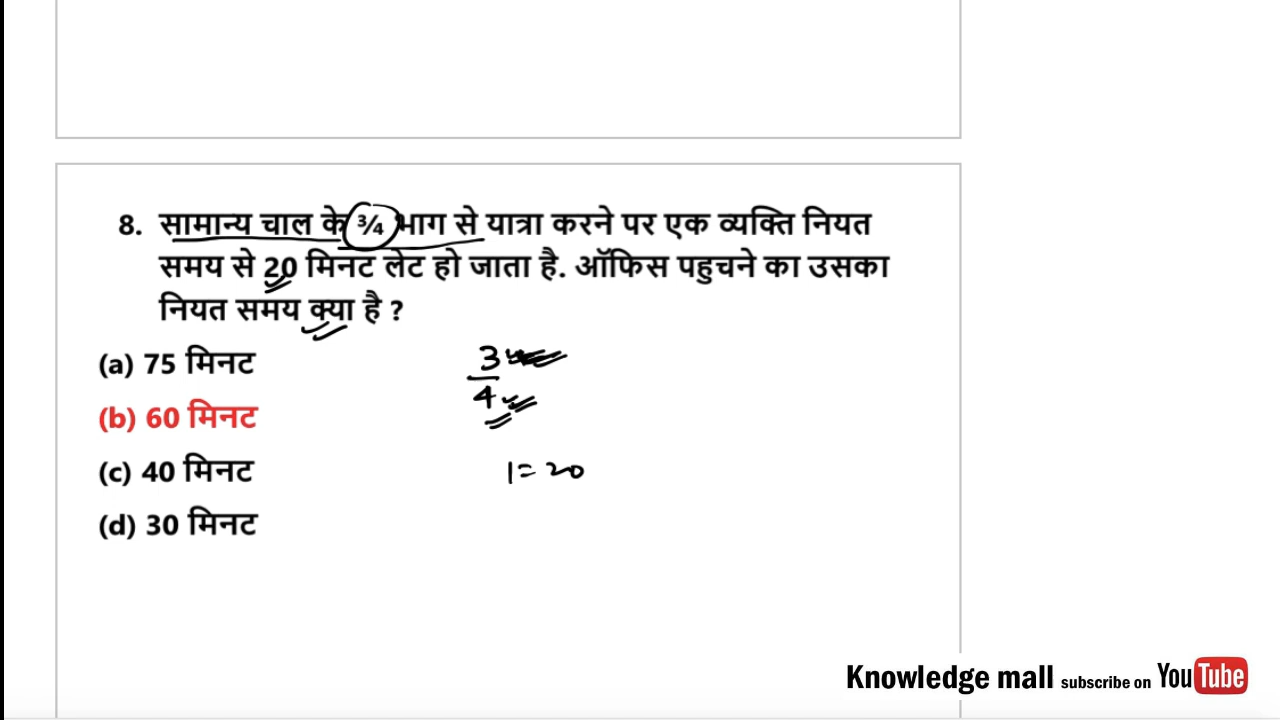 8. सामान्य चाल के ¾ भाग से यात्रा करने पर एक व्यक्ति नियत
समय से 20 मिनट लेट हो जाता है. ऑफिस पहुचने का उसका
नियत समय क्या है ?
(a) 75 मिनट
(b) 60 मिनट
(c) 40 मिनट
(d) 30 मिनट
3
4
1 = 20
Knowledge mall subscribe on YouTube